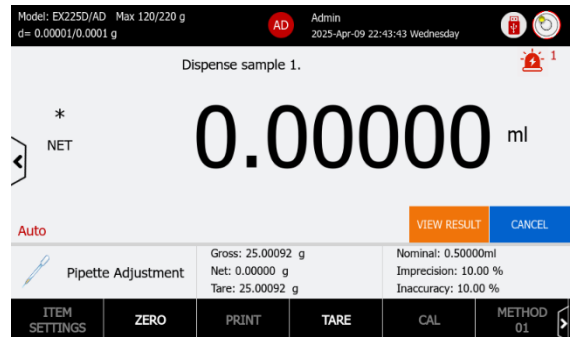 Model: EX225D/AD Max 120/220 g
d= 0.00001/0.0001 g
AD
Admin
2025-Apr-09 22:43:43 Wednesday
Dispense sample 1.
1
*
NET
0.00000 ml
Auto
VIEW RESULT
CANCEL
Pipette Adjustment
Gross: 25.00092 g
Net: 0.00000 g
Tare: 25.00092 g
Nominal: 0.50000ml
Imprecision: 10.00 %
Inaccuracy: 10.00 %
ITEM
SETTINGS
ZERO
PRINT
TARE
CAL
METHOD
01